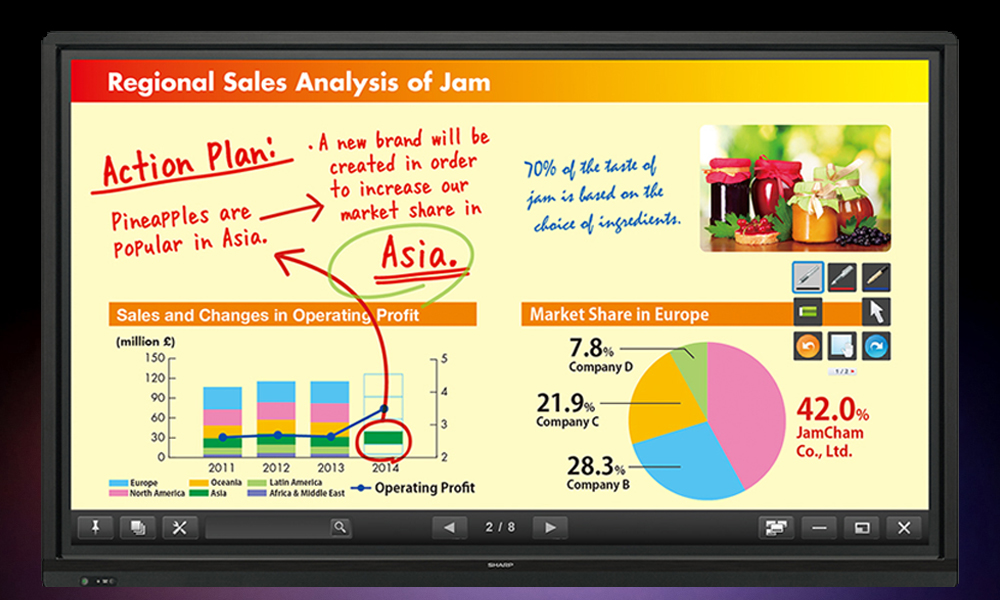 Regional Sales Analysis of Jam
Action Plan:
Pineapples are
popular in Asia.
· A new brand will be
created in order
to increase our
market share in
Asia.
70% of the taste of
jam is based on the
choice of ingredients.
Sales and Changes in Operating Profit
(million £)
150
120
90
60
30
0
5
4
3
2
2011 2012 2013 2014
Europe Oceania Latin America
North America Asia Africa & Middle East
Operating Profit
Market Share in Europe
7.8%
Company D
21.9%
Company C
28.3%
Company B
42.0%
JamCham
Co., Ltd.
1 / 2
2 / 8
SHARP